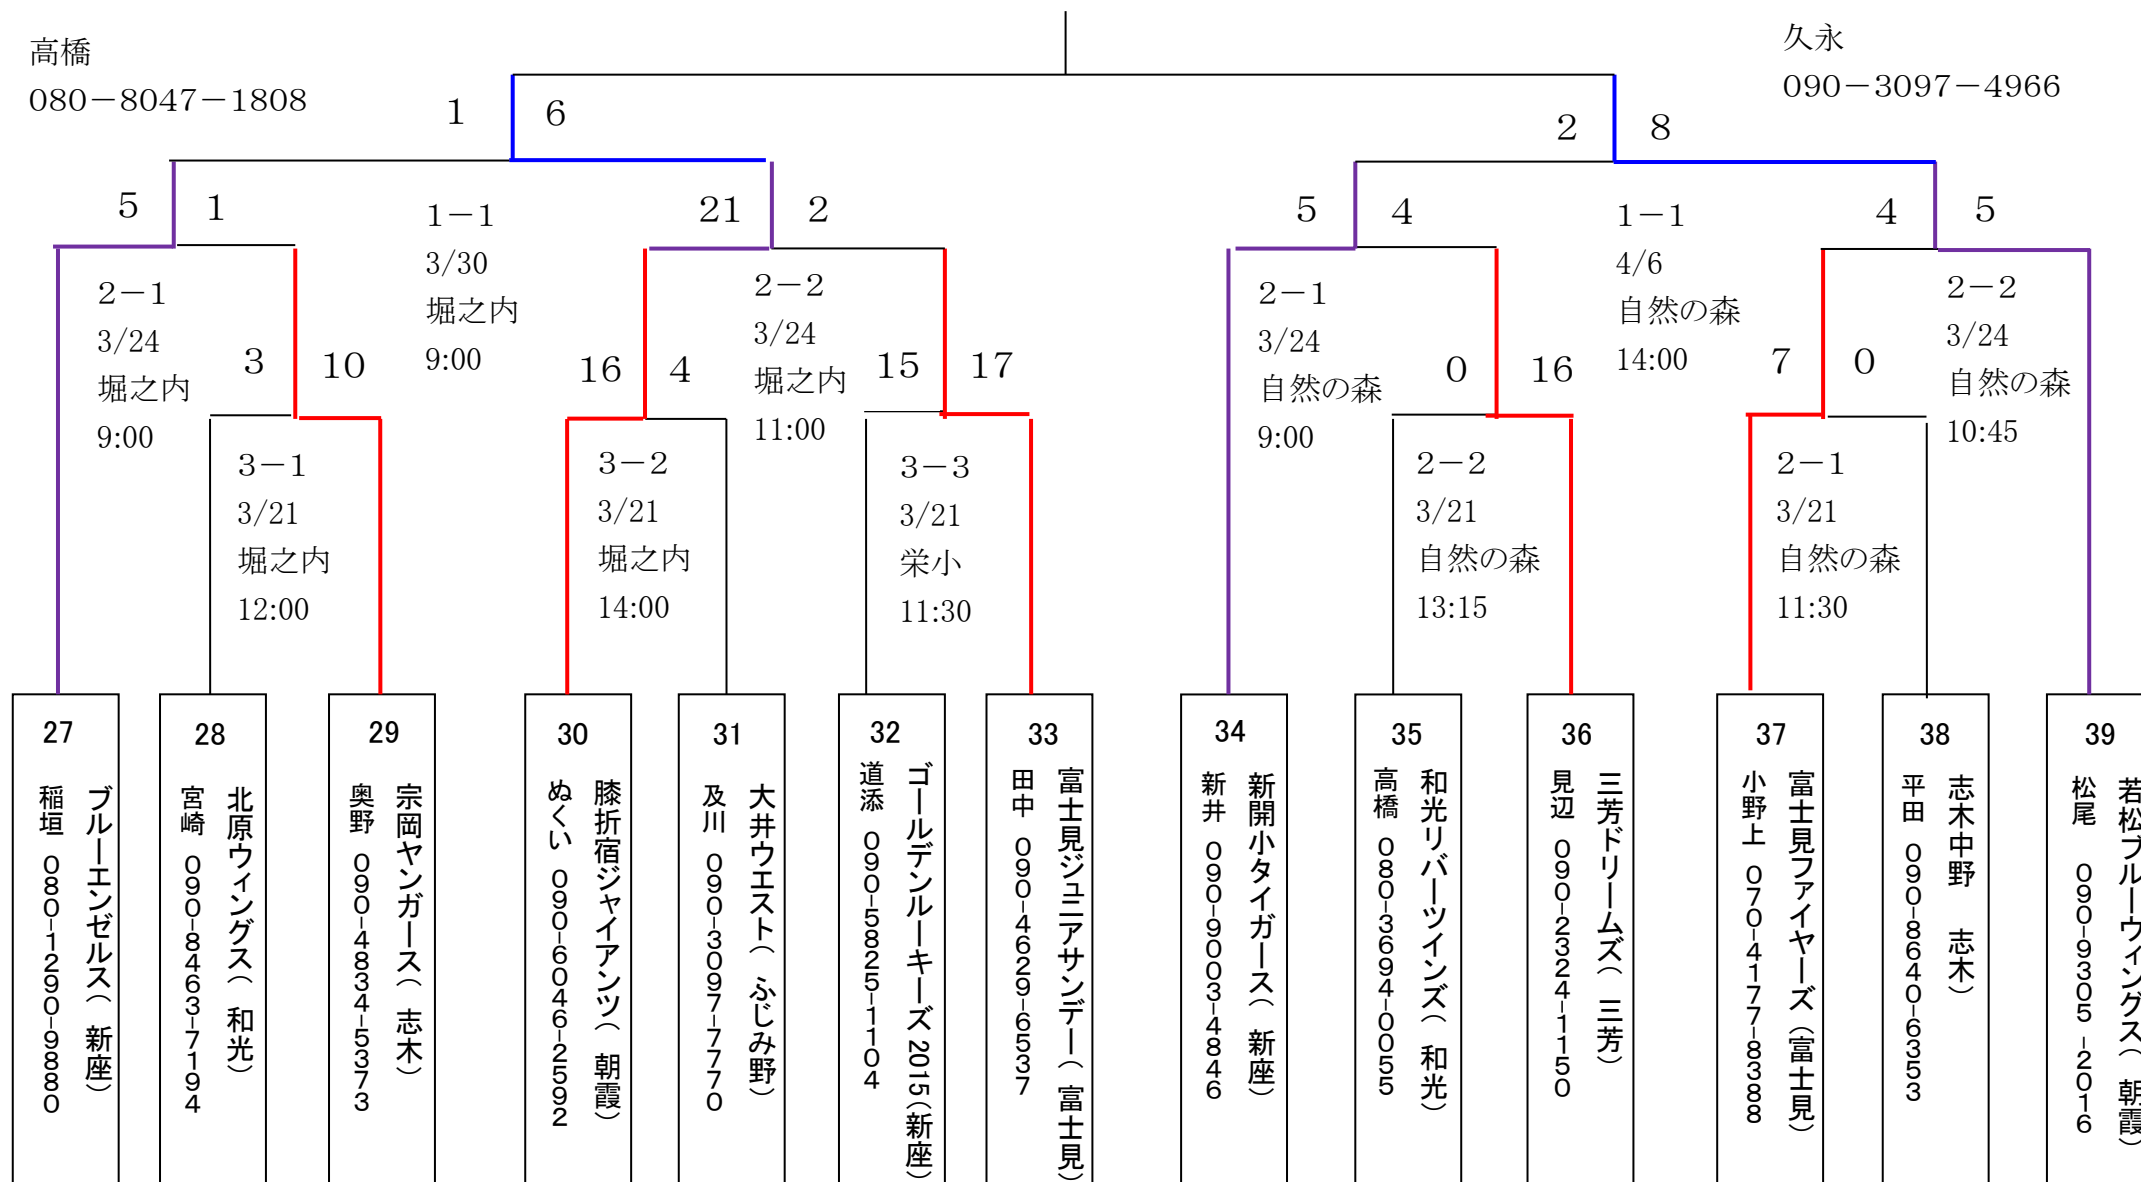 高橋
080－8047－1808
久永
090－3097－4966
1
6
2
8
5
1
1－1
3/30
堀之内
9:00
21
2
5
4
1－1
4/6
自然の森
14:00
4
5
2－1
3/24
堀之内
9:00
3
10
16
4
2－2
3/24
堀之内
11:00
15
17
2－1
3/24
自然の森
9:00
0
16
7
0
2－2
3/24
自然の森
10:45
3－1
3/21
堀之内
12:00
3－2
3/21
堀之内
14:00
3－3
3/21
栄小
11:30
2－2
3/21
自然の森
13:15
2－1
3/21
自然の森
11:30
27
ブルーエンゼルス（ 新座）
稲垣 080-1290-9880
28
北原ウィングス（ 和光）
宮崎 090-8463-7194
29
宗岡ヤンガース（ 志木）
奥野 090-4834-5373
30
膝折宿ジャイアンツ（ 朝霞）
ぬくい 090-6046-2592
31
大井ウエスト（ ふじみ野）
及川 090-3097-7770
32
ゴールデンルーキーズ2015（新座）
道添 090-5825-1104
33
富士見ジュニアサンデー（ 富士見）
田中 090-4629-6537
34
新開小タイガース（ 新座）
新井 090-9003-4846
35
和光リバーツインズ（ 和光）
高橋 080-3694-0055
36
三芳ドリームズ（ 三芳）
見辺 090-2324-1150
37
富士見ファイヤーズ（富士見）
小野上 070-4177-8388
38
志木中野 志木）
平田 090-8640-6353
39
若松ブルーウィングス（ 朝霞）
松尾 090-9305-2016